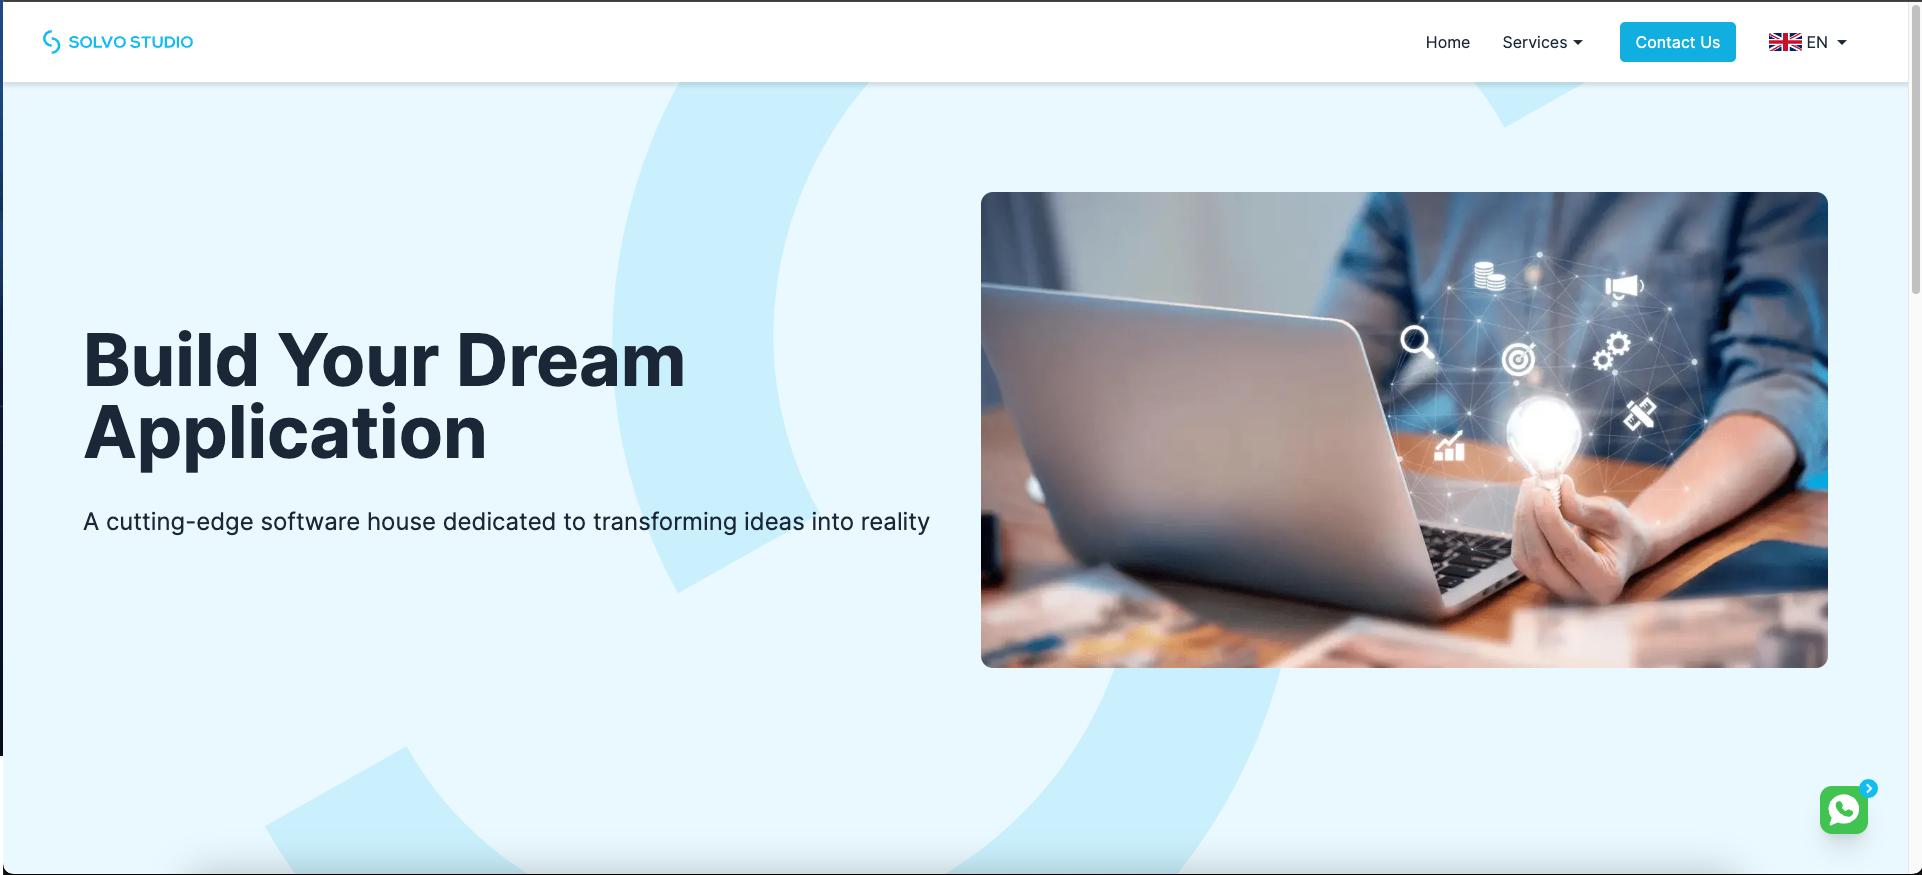 SOLVO STUDIO
Home
Services
Contact Us
EN
Build Your Dream
Application
A cutting-edge software house dedicated to transforming ideas into reality